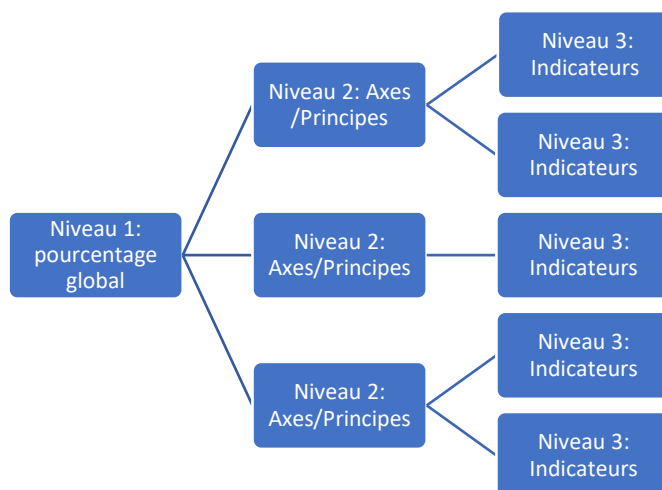 Niveau 1:
pourcentage
global
Niveau 2: Axes
/Principes
Niveau 3:
Indicateurs
Niveau 3:
Indicateurs
Niveau 2:
Axes/Principes
Niveau 3:
Indicateurs
Niveau 2:
Axes/Principes
Niveau 3:
Indicateurs
Niveau 3:
Indicateurs